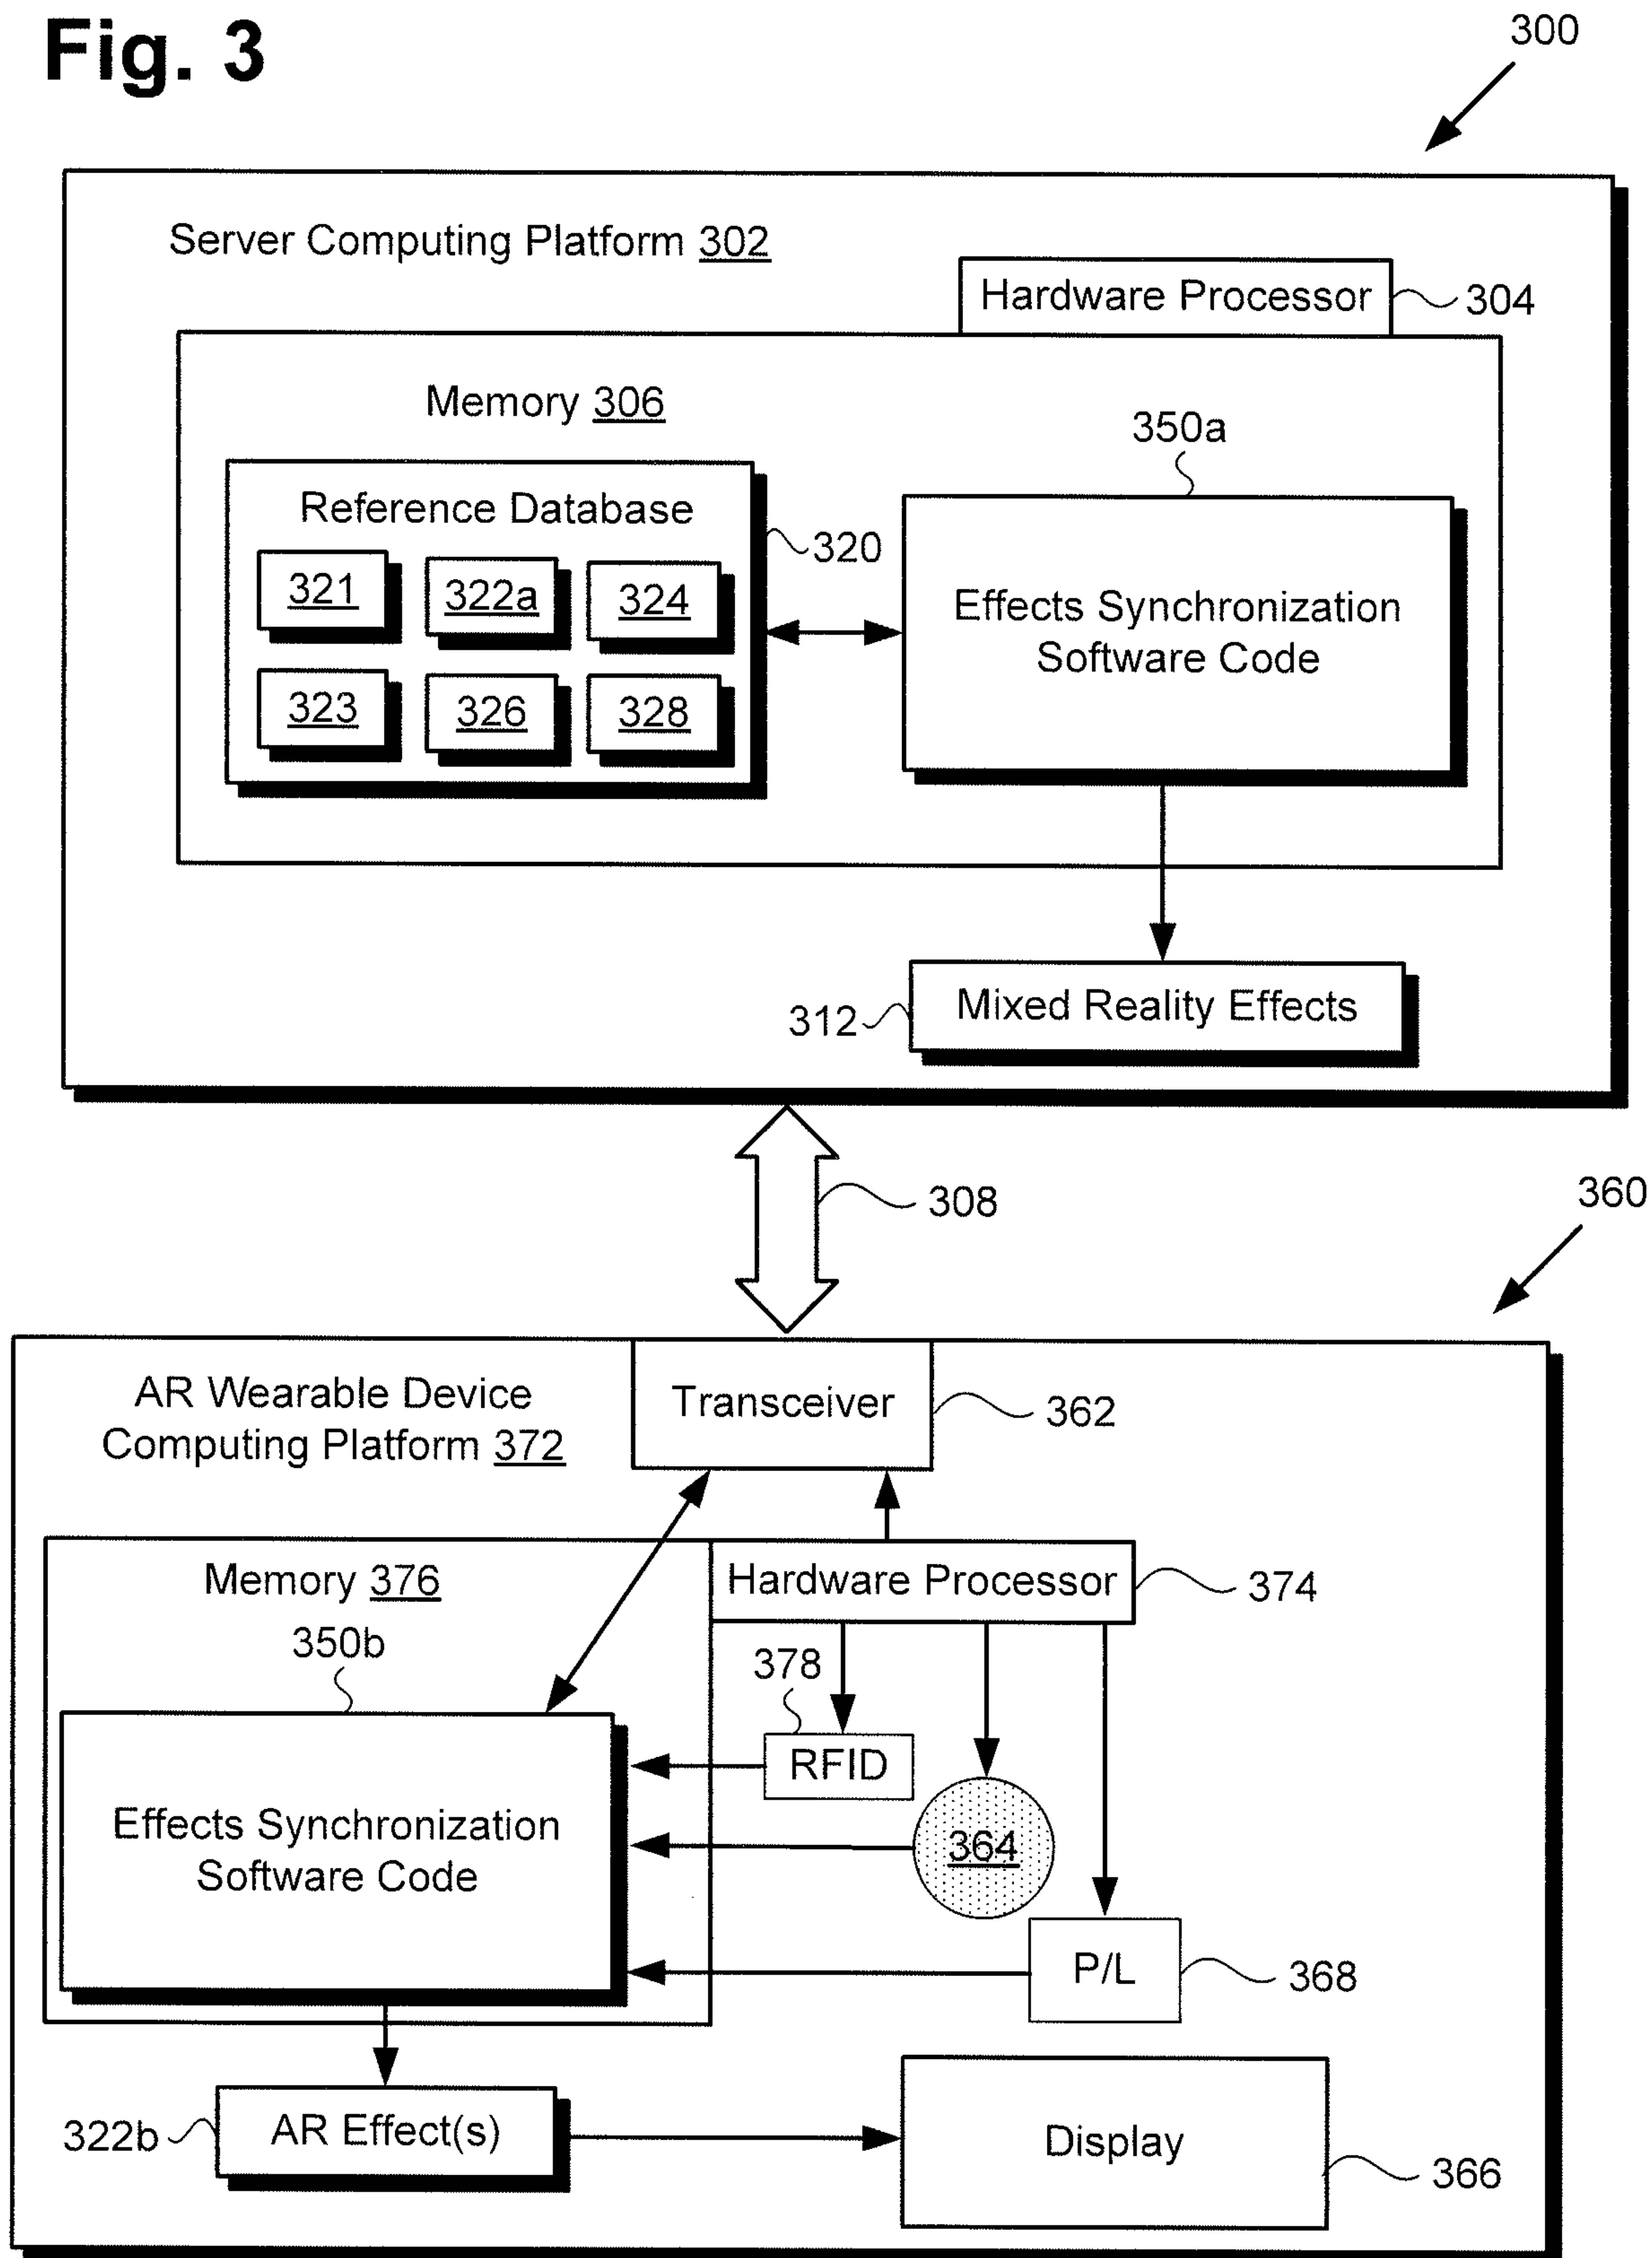 Fig. 3
300
Server Computing Platform 302
Hardware Processor
304
Memory 306
350a
Reference Database
320
321
322a
324
323
326
328
Effects Synchronization
Software Code
312
Mixed Reality Effects
308
360
AR Wearable Device
Computing Platform 372
Transceiver
362
Memory 376
Hardware Processor
374
350b
378
RFID
Effects Synchronization
Software Code
364
P/L
368
322b
AR Effect(s)
Display
366